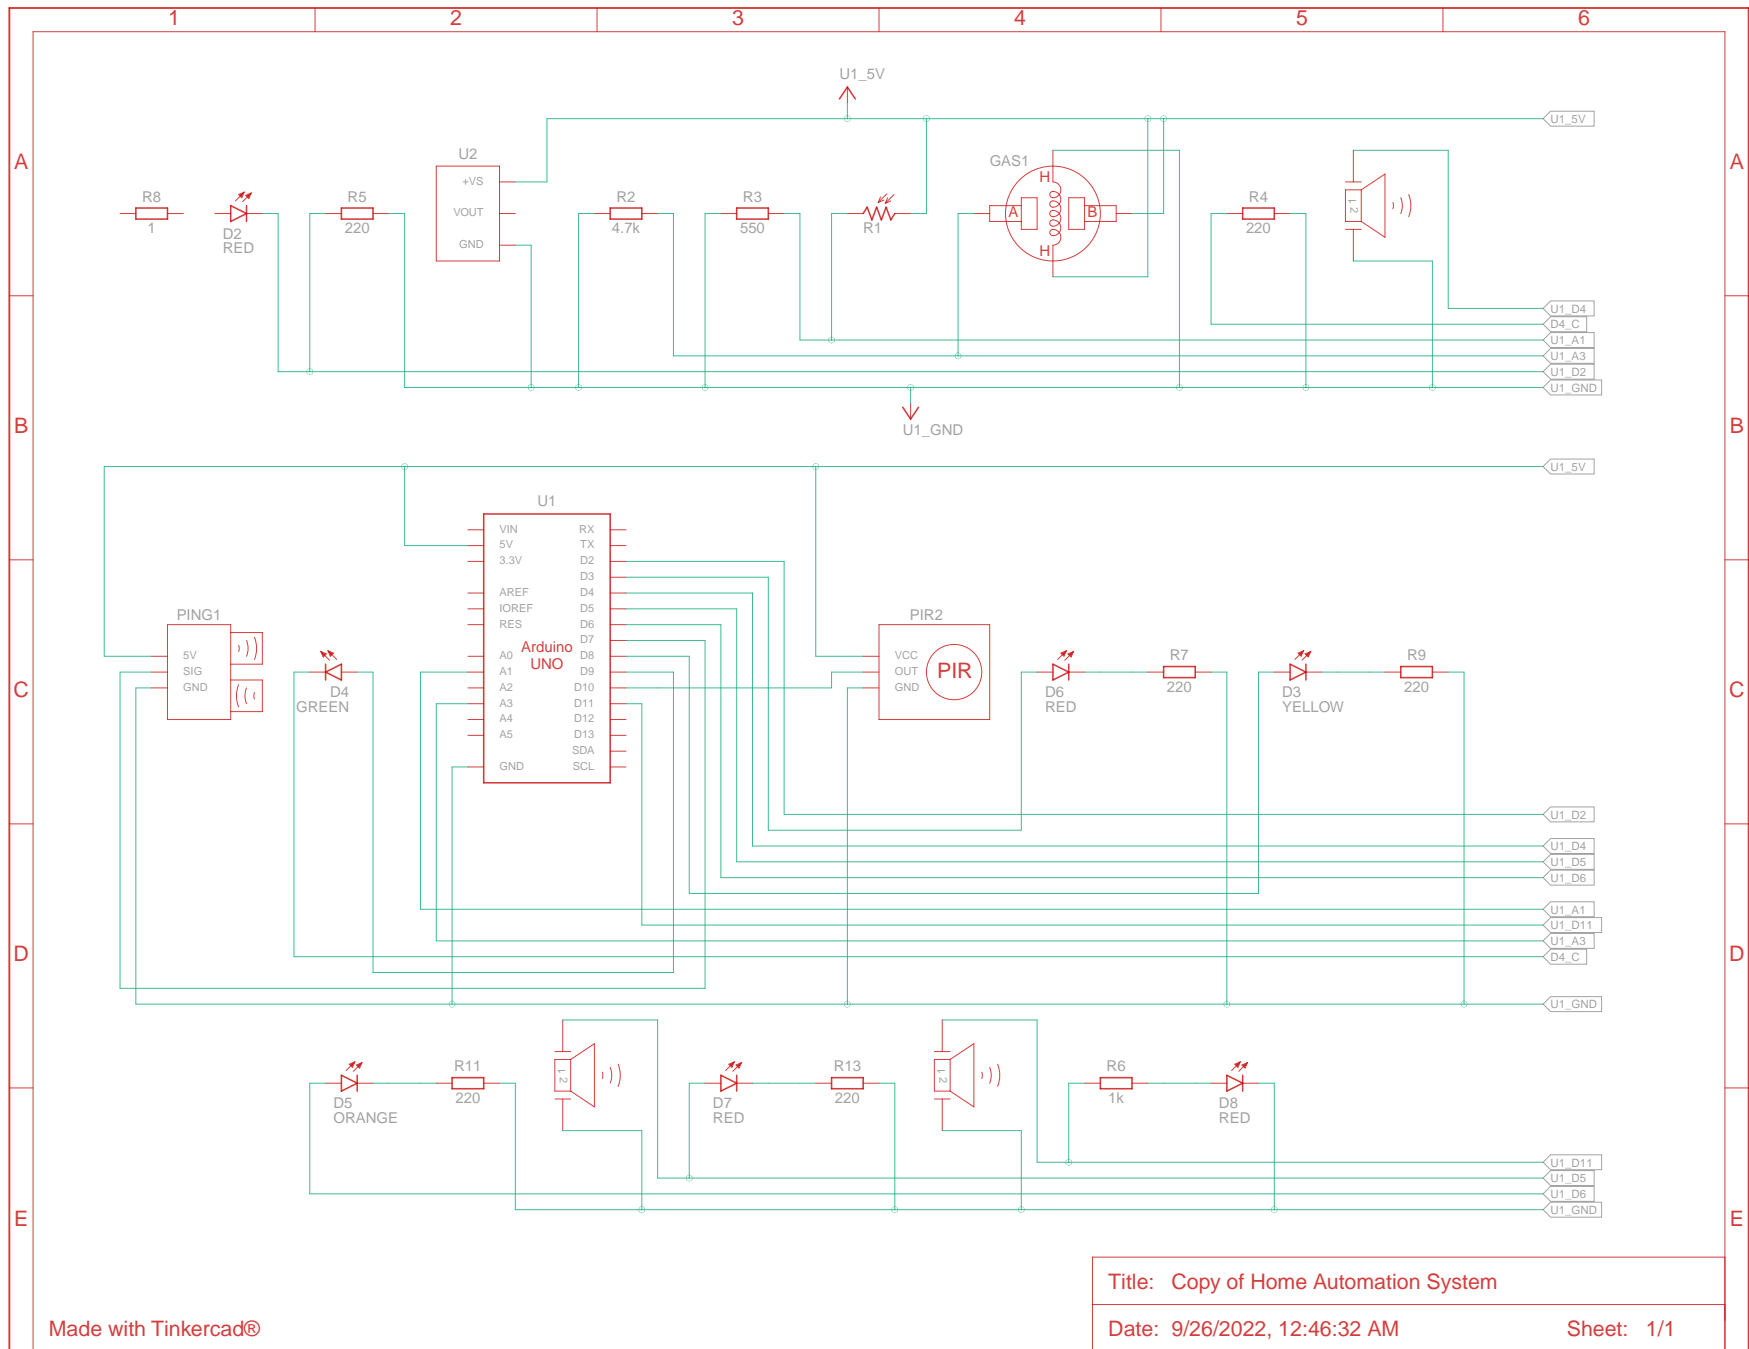 1 2 3 4 5 6
U1_5V
U1_5V
A A
U2
GAS1
+VS
VOUT
GND
R8
1
D2
RED
R5
220
R2
4.7k
R3
550
R1
H
A B
H
R4
220
1 2
U1_D4
D4_C
U1_A1
U1_A3
U1_D2
U1_GND
U1_GND
B B
U1_5V
U1
VIN RX
5V TX
3.3V D2
D3
AREF D4
IOREF D5
RES D6
D7
Arduino
UNO
A0 D8
A1 D9
A2 D10
A3 D11
A4 D12
A5 D13
SDA
GND SCL
PING1
5V
SIG
GND
D4
GREEN
PIR2
VCC
OUT
GND
PIR
D6
RED
R7
220
D3
YELLOW
R9
220
C C
U1_D2
U1_D4
U1_D5
U1_D6
U1_A1
U1_D11
U1_A3
D4_C
U1_GND
D D
D5
ORANGE
R11
220
1 2
D7
RED
R13
220
1 2
R6
1k
D8
RED
U1_D11
U1_D5
U1_D6
U1_GND
E E
Title: Copy of Home Automation System
Made with Tinkercad®
Date: 9/26/2022, 12:46:32 AM Sheet: 1/1